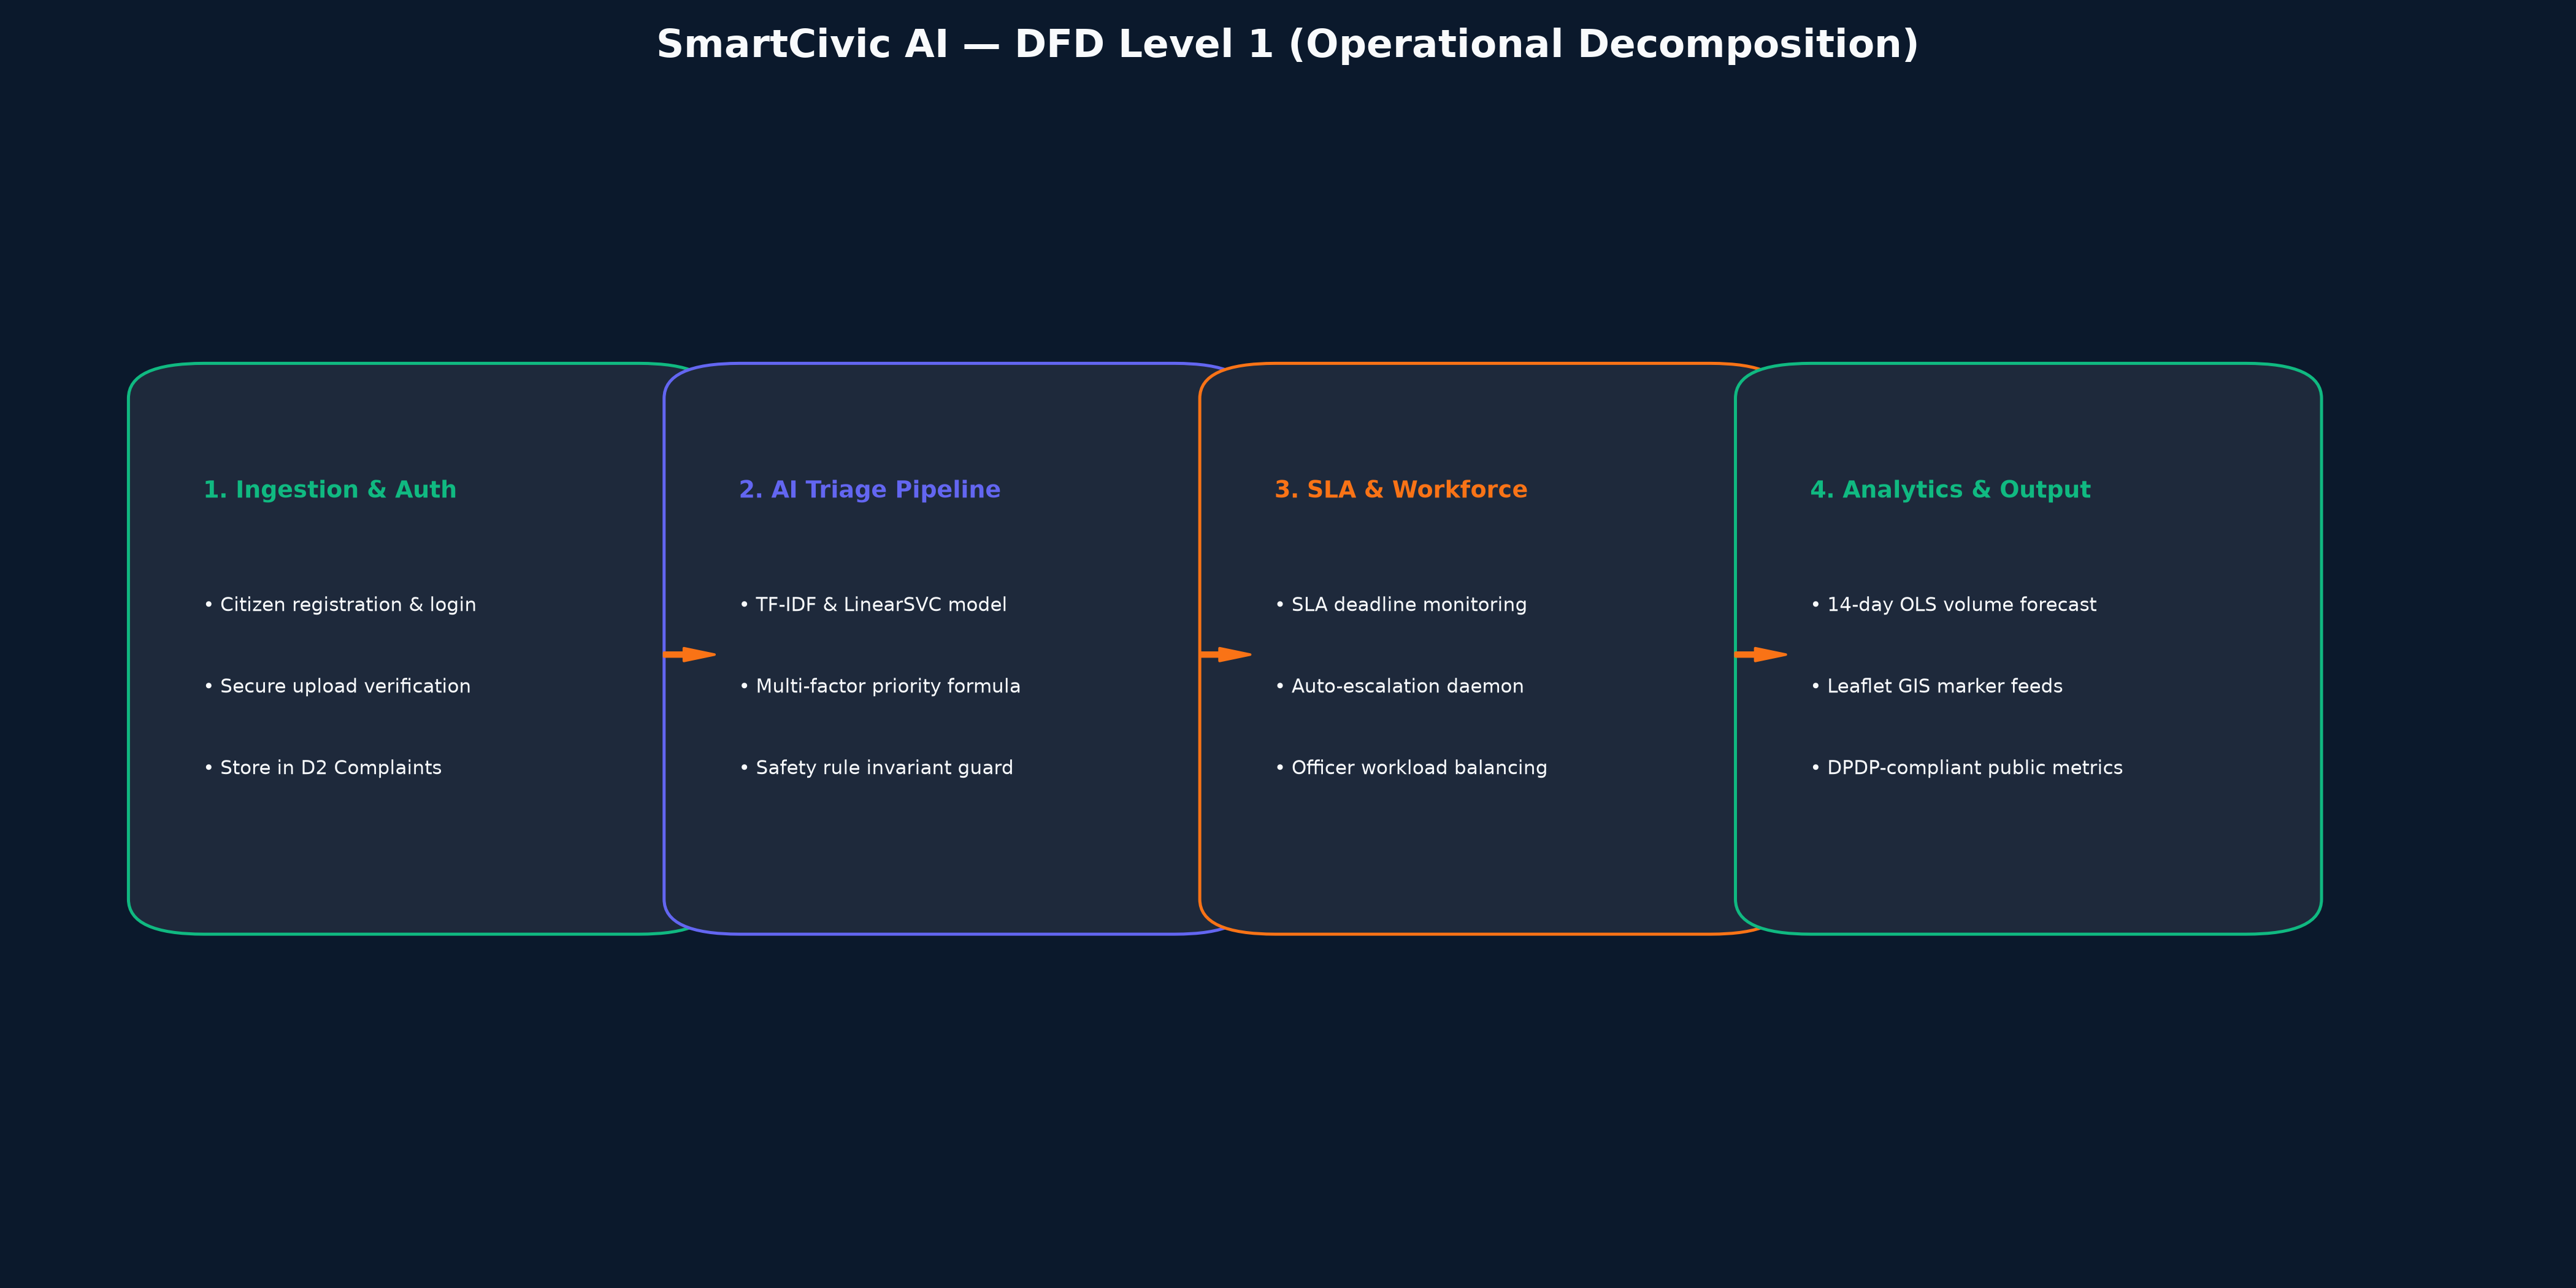 SmartCivic AI — DFD Level 1 (Operational Decomposition)
1. Ingestion & Auth
• Citizen registration & login
• Secure upload verification
• Store in D2 Complaints
2. AI Triage Pipeline
• TF-IDF & LinearSVC model
• Multi-factor priority formula
• Safety rule invariant guard
3. SLA & Workforce
• SLA deadline monitoring
• Auto-escalation daemon
• Officer workload balancing
4. Analytics & Output
• 14-day OLS volume forecast
• Leaflet GIS marker feeds
• DPDP-compliant public metrics